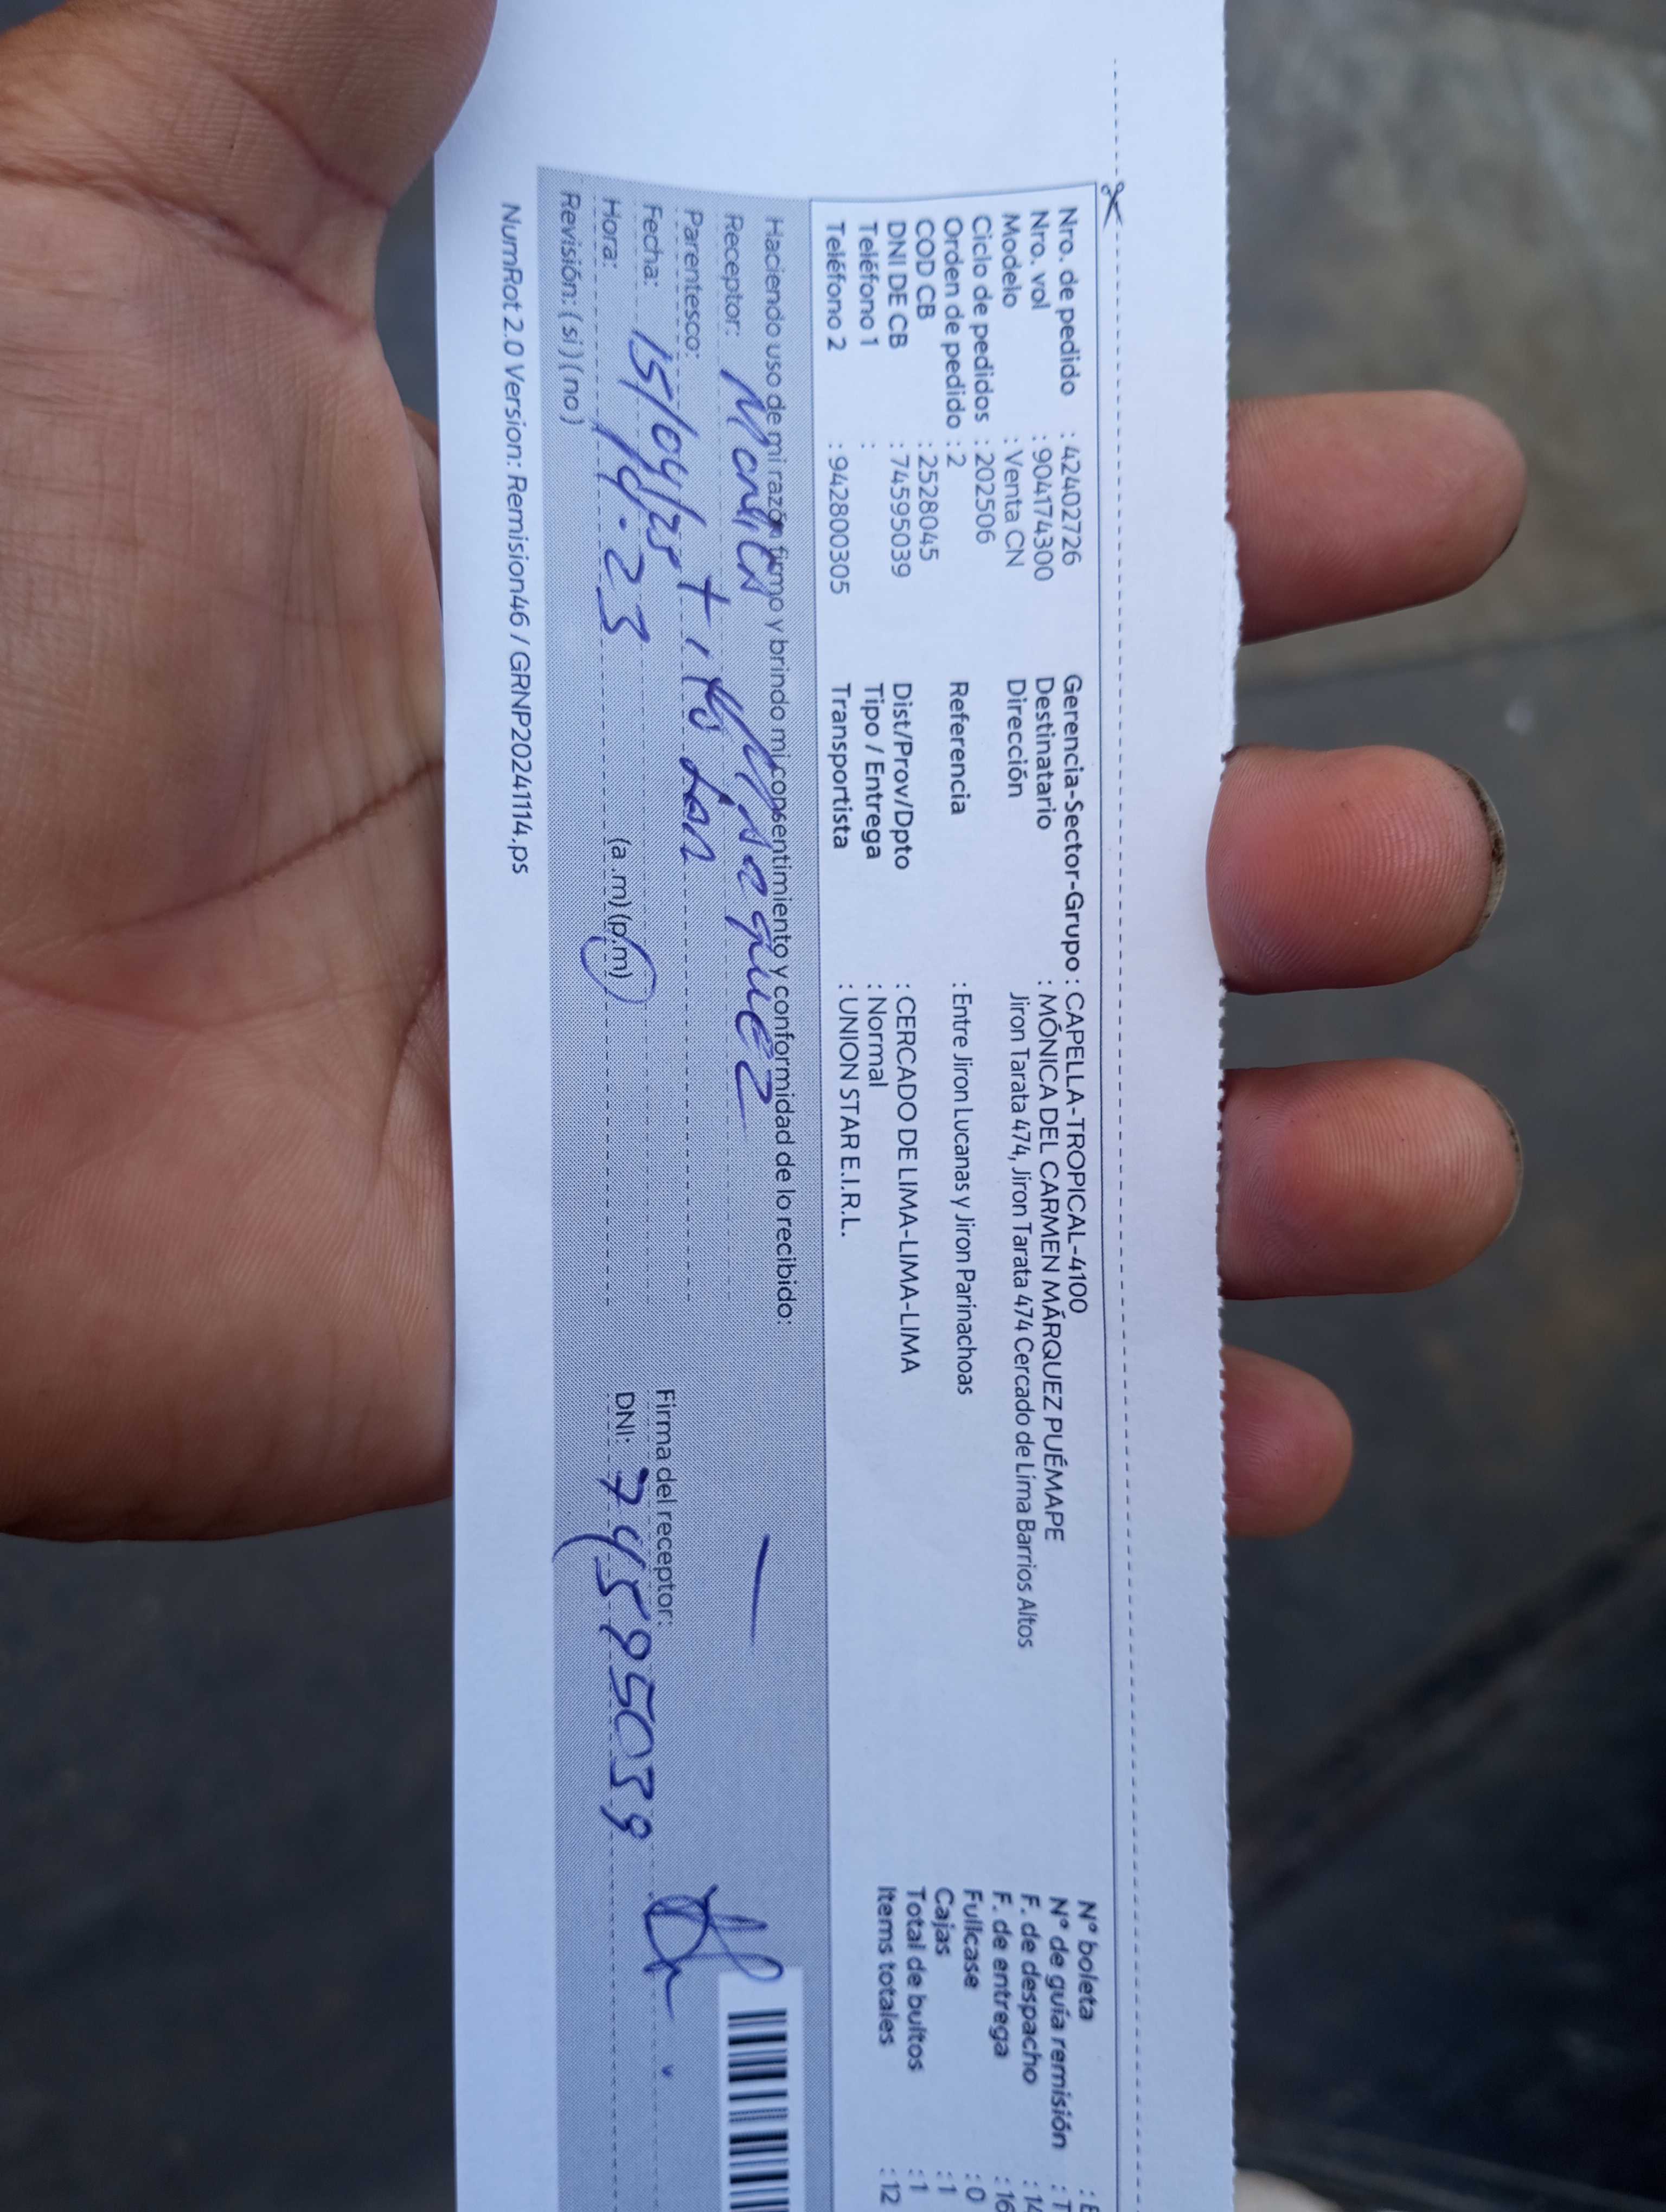 Nro. de pedido : 42402726
Nro. vol : 904174300
Modelo : Venta CN
Ciclo de pedidos : 202506
Orden de pedido : 2
COD CB : 2528045
DNI DE CB : 74595039
Teléfono 1 :
Teléfono 2 : 942800305
Gerencia-Sector-Grupo : CAPELLA-TROPICAL-4100
Destinatario : MÓNICA DEL CARMEN MÁRQUEZ PUÉMAPE
Dirección Jiron Tarata 474, Jiron Tarata 474 Cercado de Lima Barrios Altos
Referencia : Entre Jiron Lucanas y Jiron Parinachoas
Dist/Prov/Dpto : CERCADO DE LIMA-LIMA-LIMA
Tipo / Entrega : Normal
Transportista : UNION STAR E.I.R.L.
N° boleta :
N° de guía remisión : T
F. de despacho : 14
F. de entrega : 16
Fullcase : 0
Cajas : 1
Total de bultos : 1
Items totales : 12
Haciendo uso de mi razón firmo y brindo mi consentimiento y conformidad de lo recibido:
Receptor: Monica Marquez
Parentesco: titular
Fecha: 15/04/25
Hora: 23 (a.m) (p.m)
Revisión: ( si ) ( no )
Firma del receptor:
DNI: 74595039
NumRot 2.0 Version: Remision46 / GRNP20241114.ps